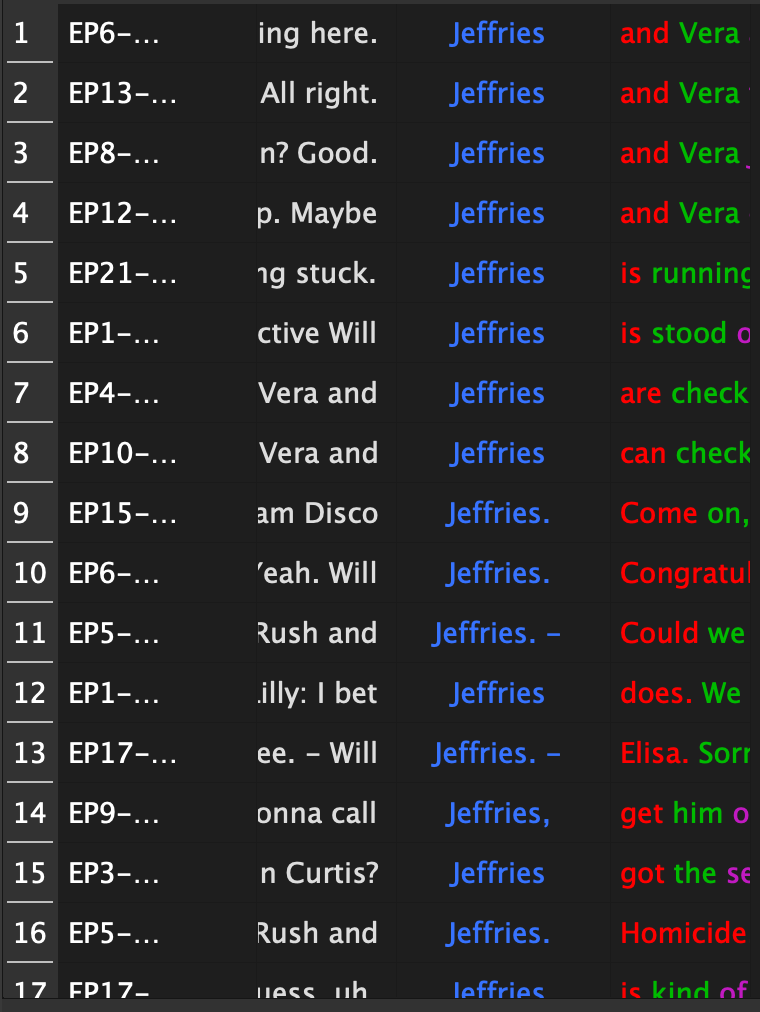 1 EP6-... ing here. Jeffries and Vera
2 EP13-... All right. Jeffries and Vera
3 EP8-... n? Good. Jeffries and Vera
4 EP12-... p. Maybe Jeffries and Vera
5 EP21-... ng stuck. Jeffries is running
6 EP1-... ctive Will Jeffries is stood o
7 EP4-... Vera and Jeffries are check
8 EP10-... Vera and Jeffries can check
9 EP15-... am Disco Jeffries. Come on,
10 EP6-... Yeah. Will Jeffries. Congratul
11 EP5-... Rush and Jeffries. – Could we
12 EP1-... illy: I bet Jeffries does. We
13 EP17-... ee. – Will Jeffries. – Elisa. Sorr
14 EP9-... onna call Jeffries, get him o
15 EP3-... n Curtis? Jeffries got the se
16 EP5-... Rush and Jeffries. Homicide
17 EP17- uess, uh, Jeffries is kind of